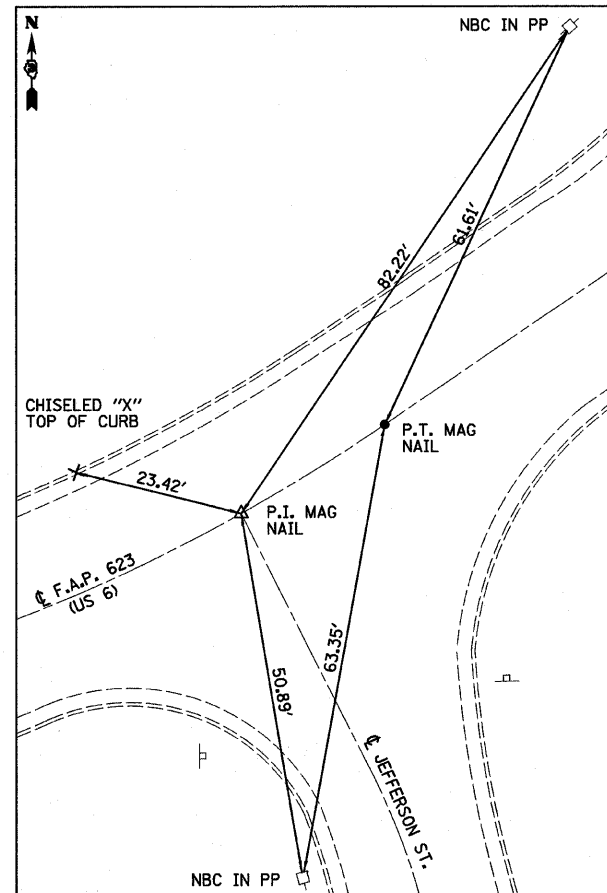 N
NBC IN PP
82.22'
61.61'
CHISELED "X"
TOP OF CURB
P.T. MAG
NAIL
23.42'
P.I. MAG
NAIL
℄ F.A.P. 623
(US 6)
50.89'
63.35'
℄ JEFFERSON ST.
NBC IN PP